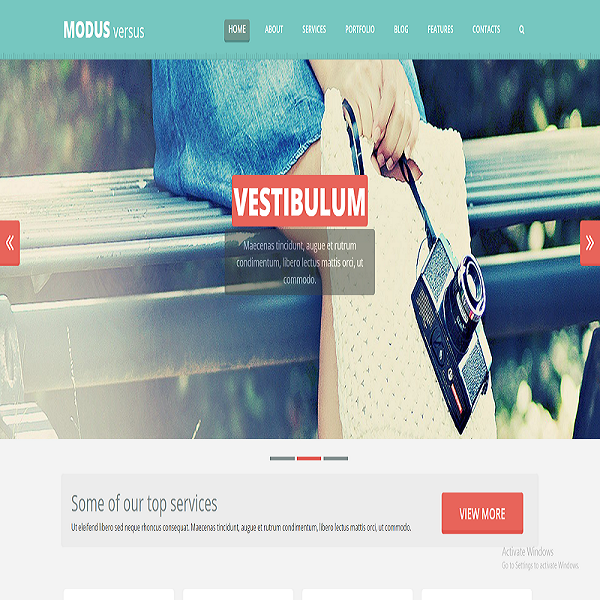 MODUS versus
HOME ABOUT SERVICES PORTFOLIO BLOG FEATURES CONTACTS
VESTIBULUM
Maecenas tincidunt, augue et rutrum
condimentum, libero lectus mattis orci, ut
commodo.
Some of our top services
Ut eleifend libero sed neque rhoncus consequat. Maecenas tincidunt, augue et rutrum condimentum, libero lectus mattis orci, ut commodo.
VIEW MORE
Activate Windows
Go to Settings to activate Windows.